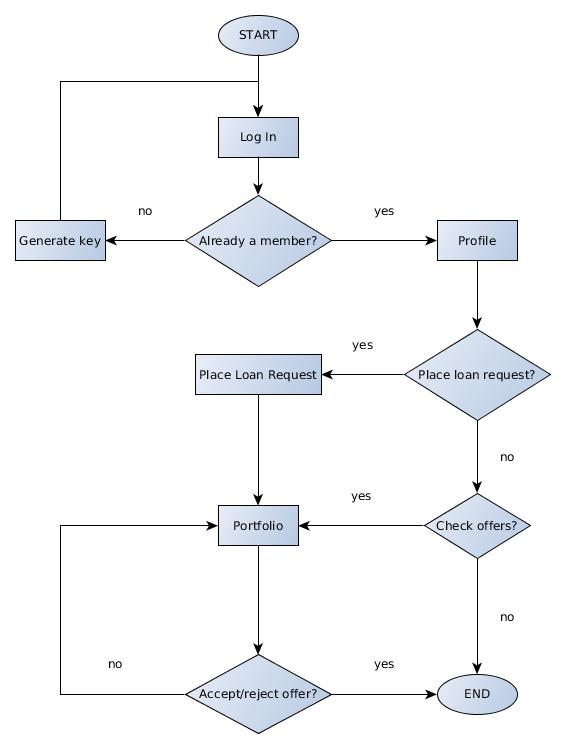 START
Log In
no
yes
Generate key
Already a member?
Profile
yes
Place Loan Request
Place loan request?
no
yes
Portfolio
Check offers?
no
no
yes
Accept/reject offer?
END